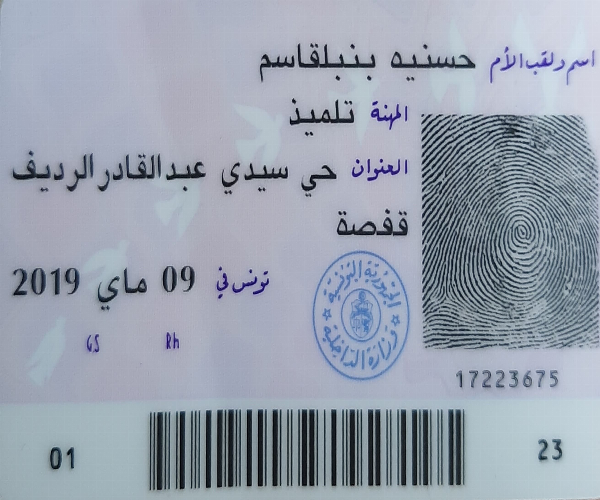 اسم ولقب الأم حسنيه بنبلقاسم
المهنة تلميذ
العنوان حي سيدي عبدالقادر الرديف
قفصة
تونس في 09 ماي 2019
GS Rh
الجمهورية التونسية
وزارة الداخلية
17223675
01 23